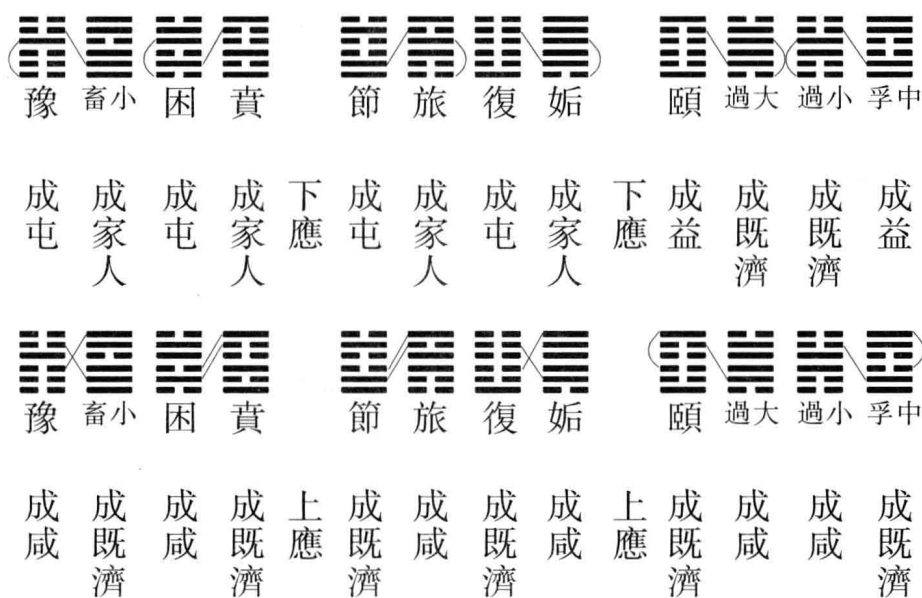 中孚
成益
小過
成既濟
大過
成既濟
頤
成益
下應
姤
成家人
復
成屯
旅
成家人
節
成屯
下應
賁
成家人
困
成屯
小畜
成家人
豫
成屯
中孚
成既濟
小過
成咸
大過
成咸
頤
成既濟
上應
姤
成咸
復
成既濟
旅
成咸
節
成既濟
上應
賁
成既濟
困
成咸
小畜
成既濟
豫
成咸